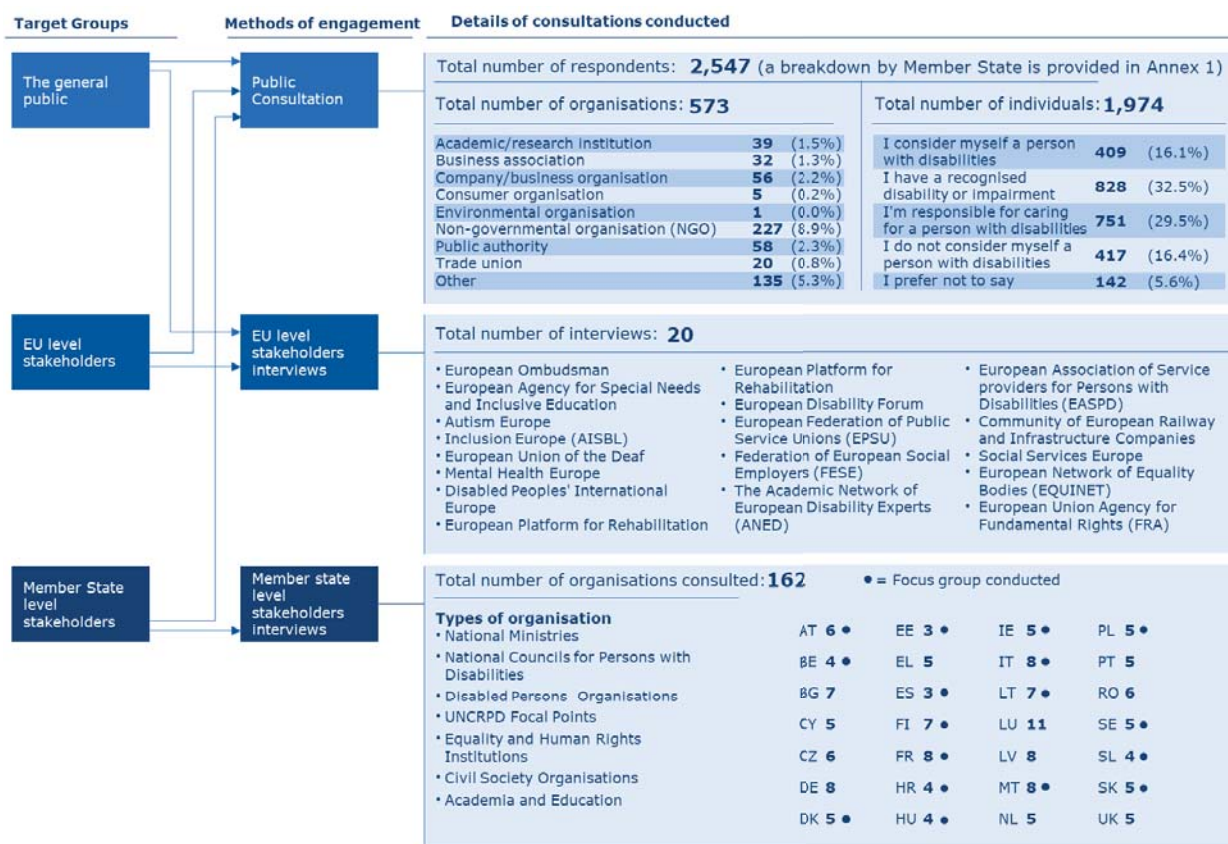 Target Groups
Methods of engagement
Details of consultations conducted
The general
public
Public
Consultation
Total number of respondents: 2,547 (a breakdown by Member State is provided in Annex 1)
Total number of organisations: 573
Academic/research institution 39 (1.5%)
Business association 32 (1.3%)
Company/business organisation 56 (2.2%)
Consumer organisation 5 (0.2%)
Environmental organisation 1 (0.0%)
Non-governmental organisation (NGO) 227 (8.9%)
Public authority 58 (2.3%)
Trade union 20 (0.8%)
Other 135 (5.3%)
Total number of individuals: 1,974
I consider myself a person
with disabilities 409 (16.1%)
I have a recognised
disability or impairment 828 (32.5%)
I'm responsible for caring
for a person with disabilities 751 (29.5%)
I do not consider myself a
person with disabilities 417 (16.4%)
I prefer not to say 142 (5.6%)
EU level
stakeholders
EU level
stakeholders
interviews
Total number of interviews: 20
• European Ombudsman
• European Agency for Special Needs
and Inclusive Education
• Autism Europe
• Inclusion Europe (AISBL)
• European Union of the Deaf
• Mental Health Europe
• Disabled Peoples' International
Europe
• European Platform for Rehabilitation
• European Platform for
Rehabilitation
• European Disability Forum
• European Federation of Public
Service Unions (EPSU)
• Federation of European Social
Employers (FESE)
• The Academic Network of
European Disability Experts
(ANED)
• European Association of Service
providers for Persons with
Disabilities (EASPD)
• Community of European Railway
and Infrastructure Companies
• Social Services Europe
• European Network of Equality
Bodies (EQUINET)
• European Union Agency for
Fundamental Rights (FRA)
Member State
level
stakeholders
Member state
level
stakeholders
interviews
Total number of organisations consulted: 162
• = Focus group conducted
Types of organisation
• National Ministries
• National Councils for Persons with
Disabilities
• Disabled Persons Organisations
• UNCRPD Focal Points
• Equality and Human Rights
Institutions
• Civil Society Organisations
• Academia and Education
AT 6 • EE 3 • IE 5 • PL 5 •
BE 4 • EL 5 IT 8 • PT 5
BG 7 ES 3 • LT 7 • RO 6
CY 5 FI 7 • LU 11 SE 5 •
CZ 6 FR 8 • LV 8 SL 4 •
DE 8 HR 4 • MT 8 • SK 5 •
DK 5 • HU 4 • NL 5 UK 5